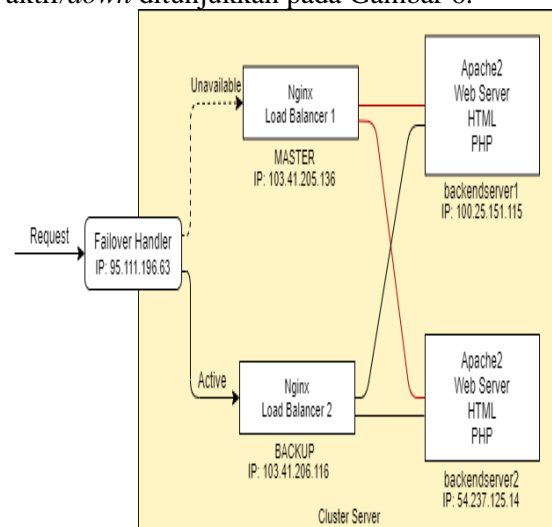 aktif/down ditunjukkan pada Gambar 6.
Unavailable
Nginx
Load Balancer 1
MASTER
IP: 103.41.205.136
Apache2
Web Server
HTML
PHP
backendserver1
IP: 100.25.151.115
Request
Failover Handler
IP: 95.111.196.63
Active
Nginx
Load Balancer 2
BACKUP
IP: 103.41.206.116
Apache2
Web Server
HTML
PHP
backendserver2
IP: 54.237.125.14
Cluster Server